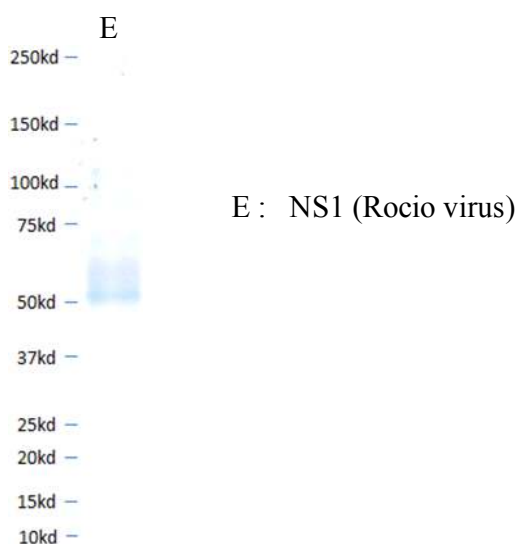 E
250kd
150kd
100kd
75kd
E : NS1 (Rocio virus)
50kd
37kd
25kd
20kd
15kd
10kd